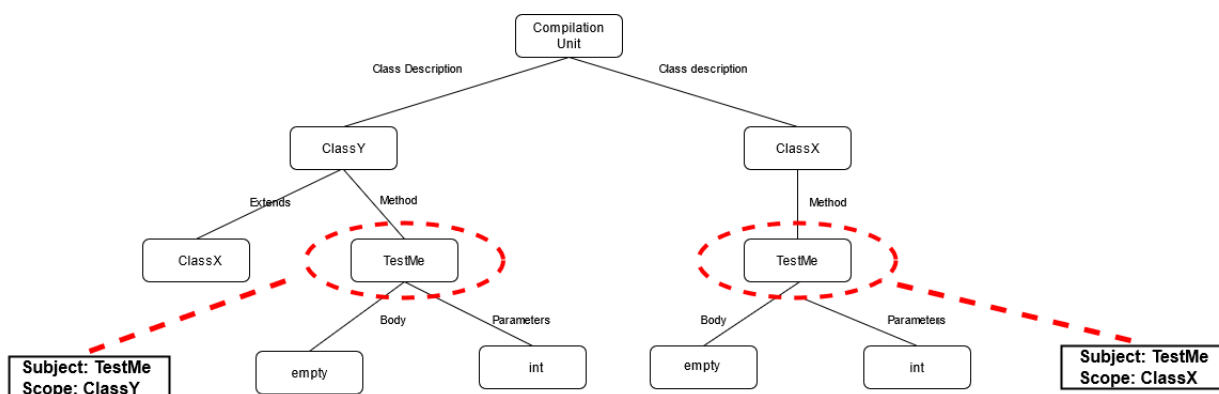 Compilation
Unit
Class Description
Class description
ClassY
ClassX
Extends
Method
Method
ClassX
TestMe
TestMe
Body
Parameters
Body
Parameters
empty
int
empty
int
Subject: TestMe
Scope: ClassY
Subject: TestMe
Scope: ClassX